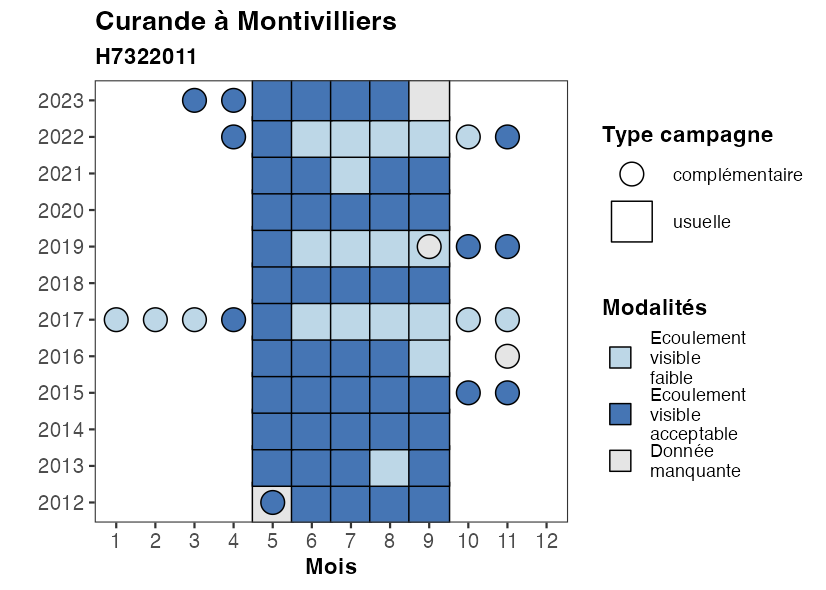 Curande à Montivilliers
H7322011
2023
2022
2021
2020
2019
2018
2017
2016
2015
2014
2013
2012
1 2 3 4 5 6 7 8 9 10 11 12
Mois
Type campagne
complémentaire
usuelle
Modalités
Ecoulement
visible
faible
Ecoulement
visible
acceptable
Donnée
manquante